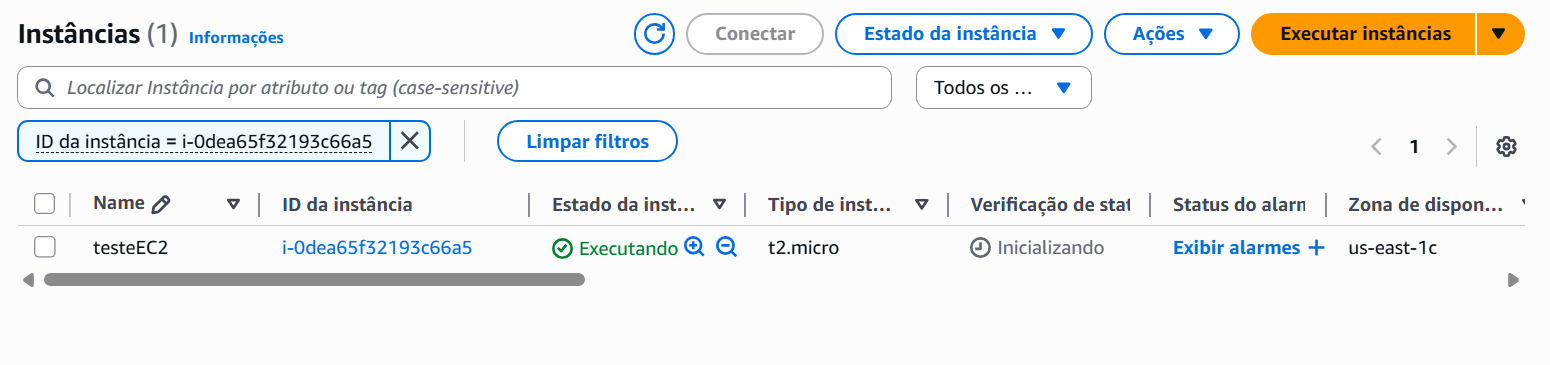 Instâncias (1) Informações Conectar Estado da instância Ações Executar instâncias
Localizar Instância por atributo ou tag (case-sensitive) Todos os ...
ID da instância = i-0dea65f32193c66a5 Limpar filtros 1
Name ID da instância Estado da inst... Tipo de inst... Verificação de stat Status do alarn Zona de dispon...
testeEC2 i-0dea65f32193c66a5 Executando t2.micro Inicializando Exibir alarmes + us-east-1c